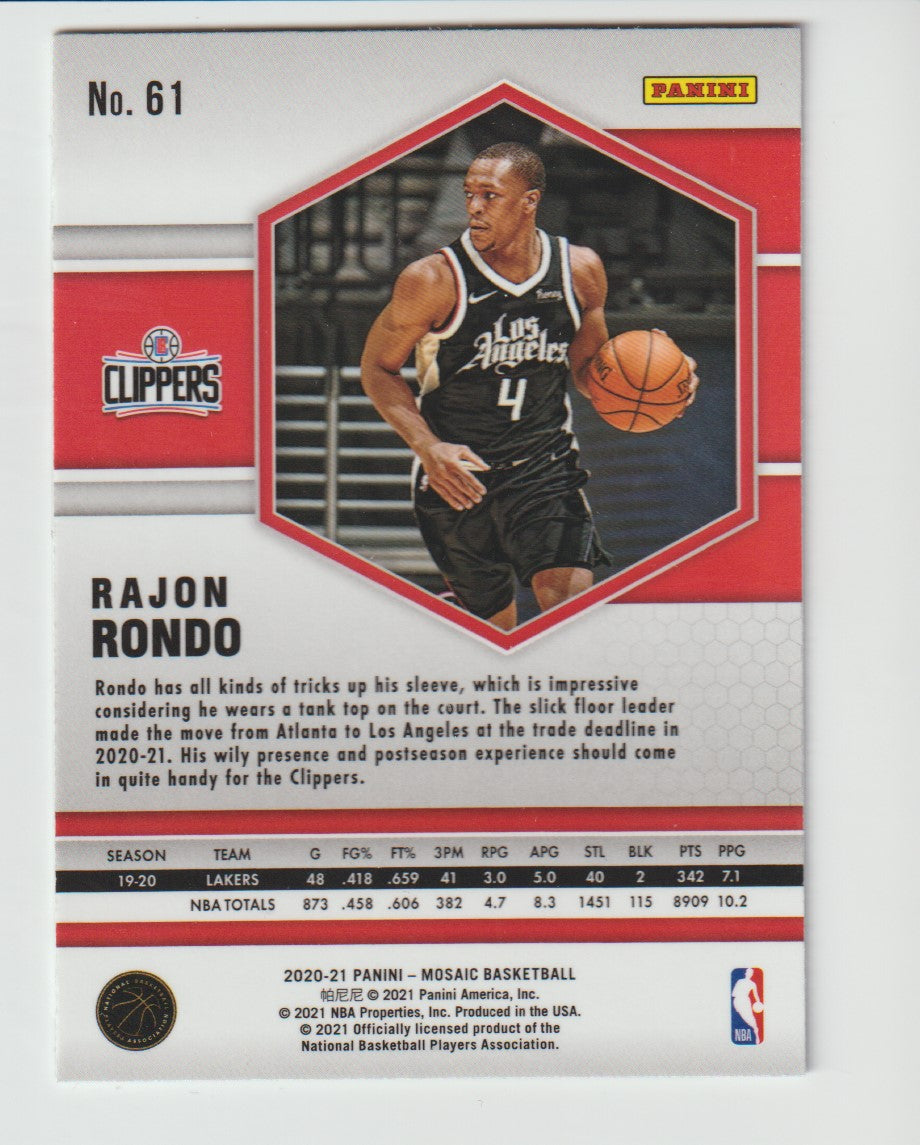 No. 61
PANINI
CLIPPERS
Los
Angeles
4
RAJON
RONDO
Rondo has all kinds of tricks up his sleeve, which is impressive
considering he wears a tank top on the court. The slick floor leader
made the move from Atlanta to Los Angeles at the trade deadline in
2020-21. His wily presence and postseason experience should come
in quite handy for the Clippers.
SEASON TEAM G FG% FT% 3PM RPG APG STL BLK PTS PPG
19-20 LAKERS 48 .418 .659 41 3.0 5.0 40 2 342 7.1
NBA TOTALS 873 .458 .606 382 4.7 8.3 1451 115 8909 10.2
2020-21 PANINI – MOSAIC BASKETBALL
帕尼尼 © 2021 Panini America, Inc.
© 2021 NBA Properties, Inc. Produced in the USA.
© 2021 Officially licensed product of the
National Basketball Players Association.
NATIONAL BASKETBALL
PLAYERS ASSOCIATION
NBA